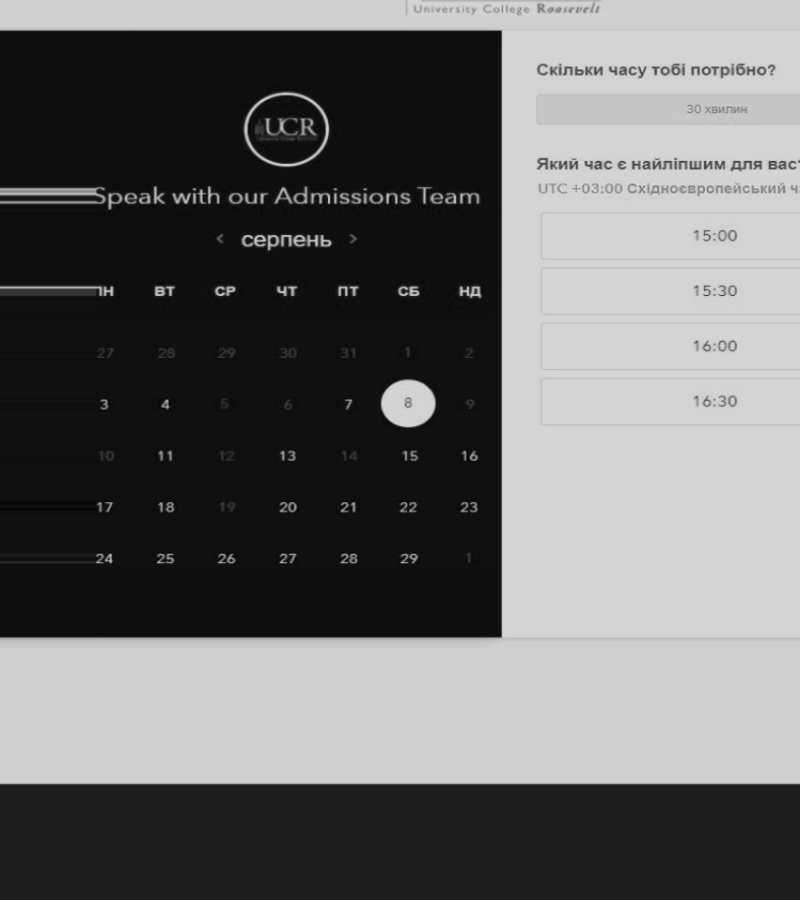 University College Roosevelt
UCR
Speak with our Admissions Team
< серпень >
ПН ВТ СР ЧТ ПТ СБ НД
27 28 29 30 31 1 2
3 4 5 6 7 8 9
10 11 12 13 14 15 16
17 18 19 20 21 22 23
24 25 26 27 28 29 1
Скільки часу тобі потрібно?
30 хвилин
Який час є найліпшим для вас?
UTC +03:00 Східноєвропейський ч
15:00
15:30
16:00
16:30